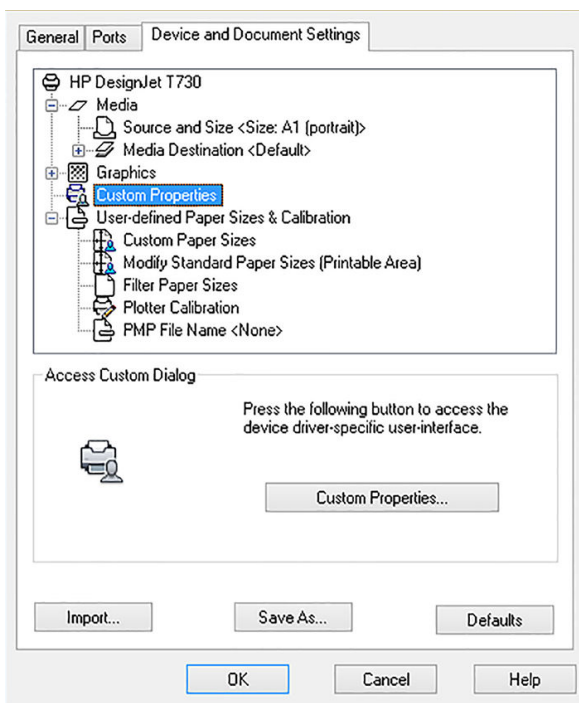 General Ports Device and Document Settings
HP DesignJet T730
Media
Source and Size <Size: A1 (portrait)>
Media Destination <Default>
Graphics
Custom Properties
User-defined Paper Sizes & Calibration
Custom Paper Sizes
Modify Standard Paper Sizes (Printable Area)
Filter Paper Sizes
Plotter Calibration
PMP File Name <None>
Access Custom Dialog
Press the following button to access the
device driver-specific user-interface.
Custom Properties...
Import... Save As... Defaults
OK Cancel Help